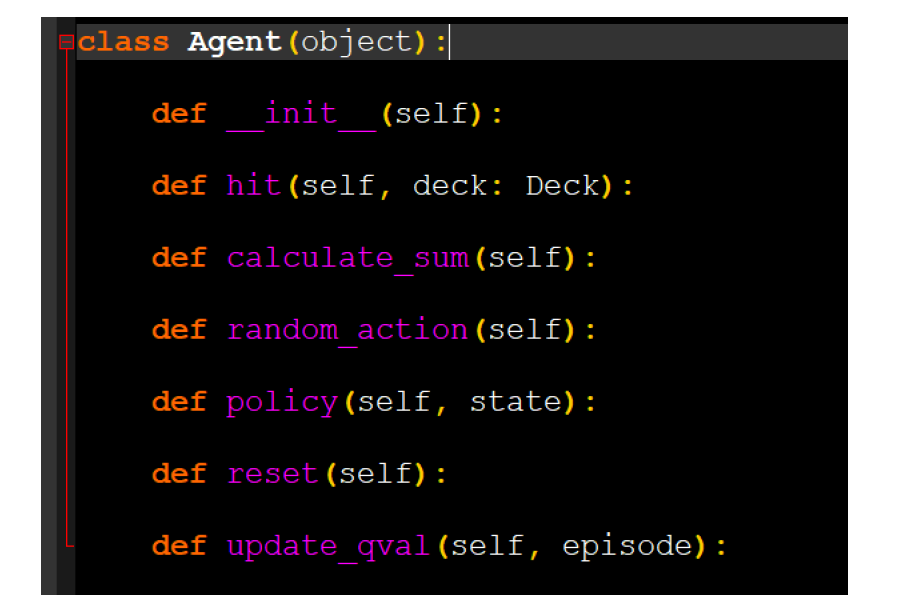 class Agent(object):
def __init__(self):
def hit(self, deck: Deck):
def calculate_sum(self):
def random_action(self):
def policy(self, state):
def reset(self):
def update_qval(self, episode):